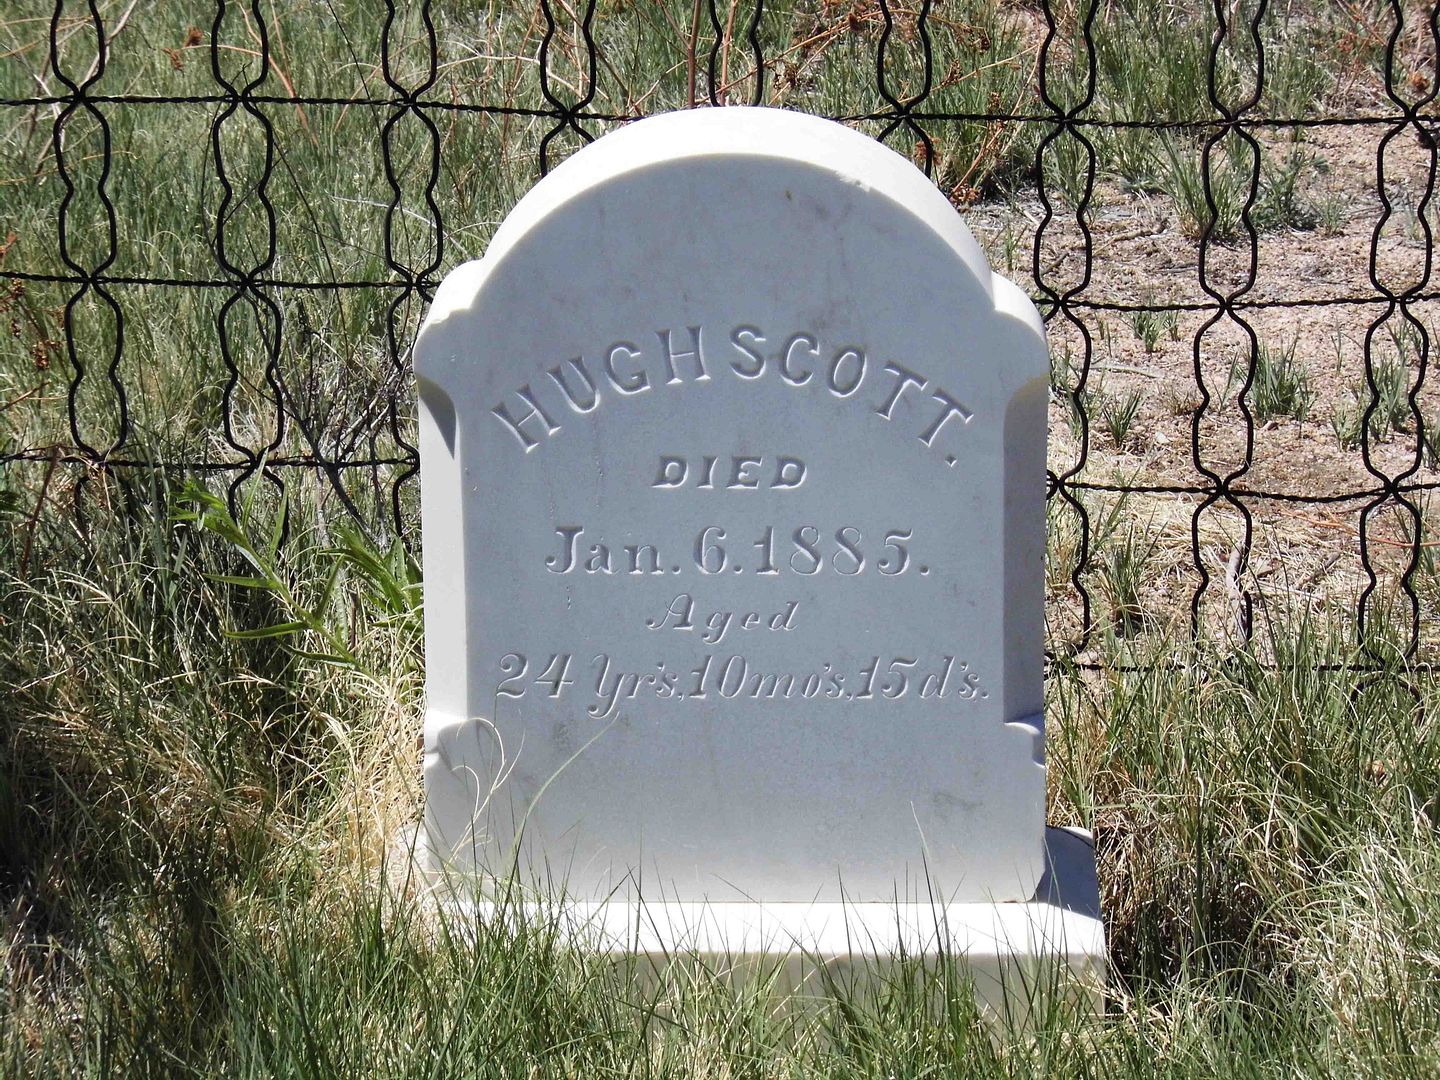 HUGH SCOTT.
DIED
Jan. 6. 1885.
Aged
24 yr's, 10 mo's, 15 d's.